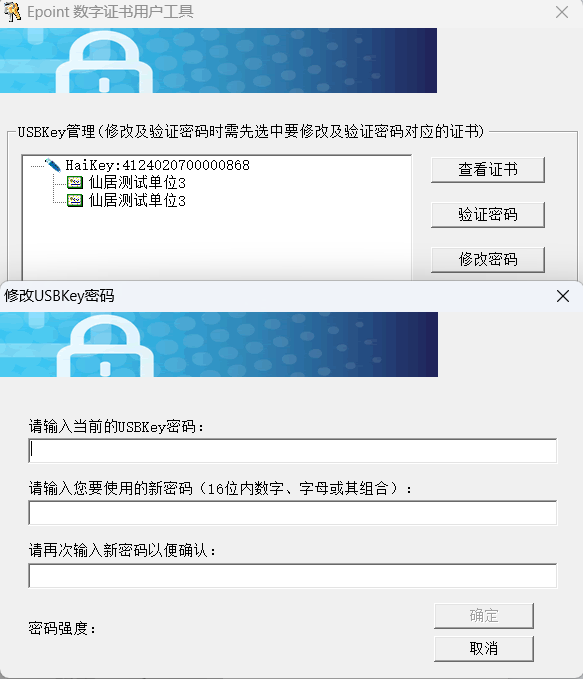 Epoint 数字证书用户工具
USBKey管理(修改及验证密码时需先选中要修改及验证密码对应的证书)
HaiKey:4124020700000868
仙居测试单位3
仙居测试单位3
查看证书
验证密码
修改密码
修改USBKey密码
请输入当前的USBKey密码：
请输入您要使用的新密码（16位内数字、字母或其组合）：
请再次输入新密码以便确认：
密码强度：
确定
取消